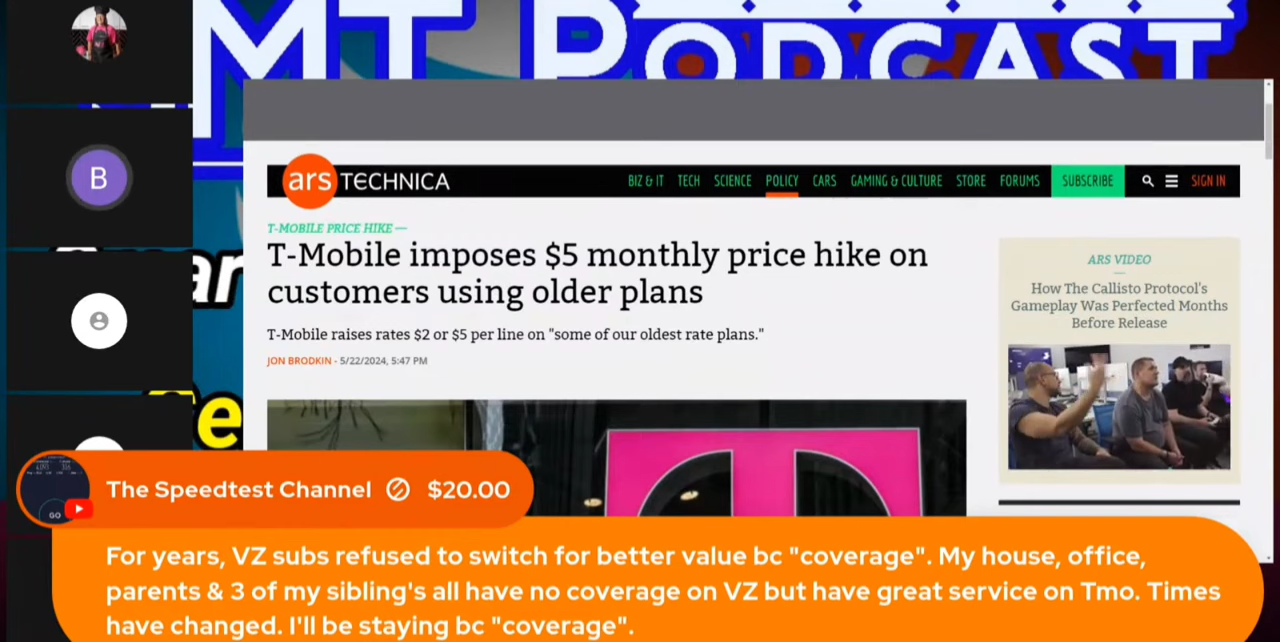 MT PODCAST
B
ars TECHNICA
BIZ & IT TECH SCIENCE POLICY CARS GAMING & CULTURE STORE FORUMS SUBSCRIBE SIGN IN
T-MOBILE PRICE HIKE —
T-Mobile imposes $5 monthly price hike on
customers using older plans
T-Mobile raises rates $2 or $5 per line on "some of our oldest rate plans."
JON BRODKIN - 5/22/2024, 5:47 PM
ARS VIDEO
How The Callisto Protocol's
Gameplay Was Perfected Months
Before Release
The Speedtest Channel $20.00
GO
For years, VZ subs refused to switch for better value bc "coverage". My house, office,
parents & 3 of my sibling's all have no coverage on VZ but have great service on Tmo. Times
have changed. I'll be staying bc "coverage".